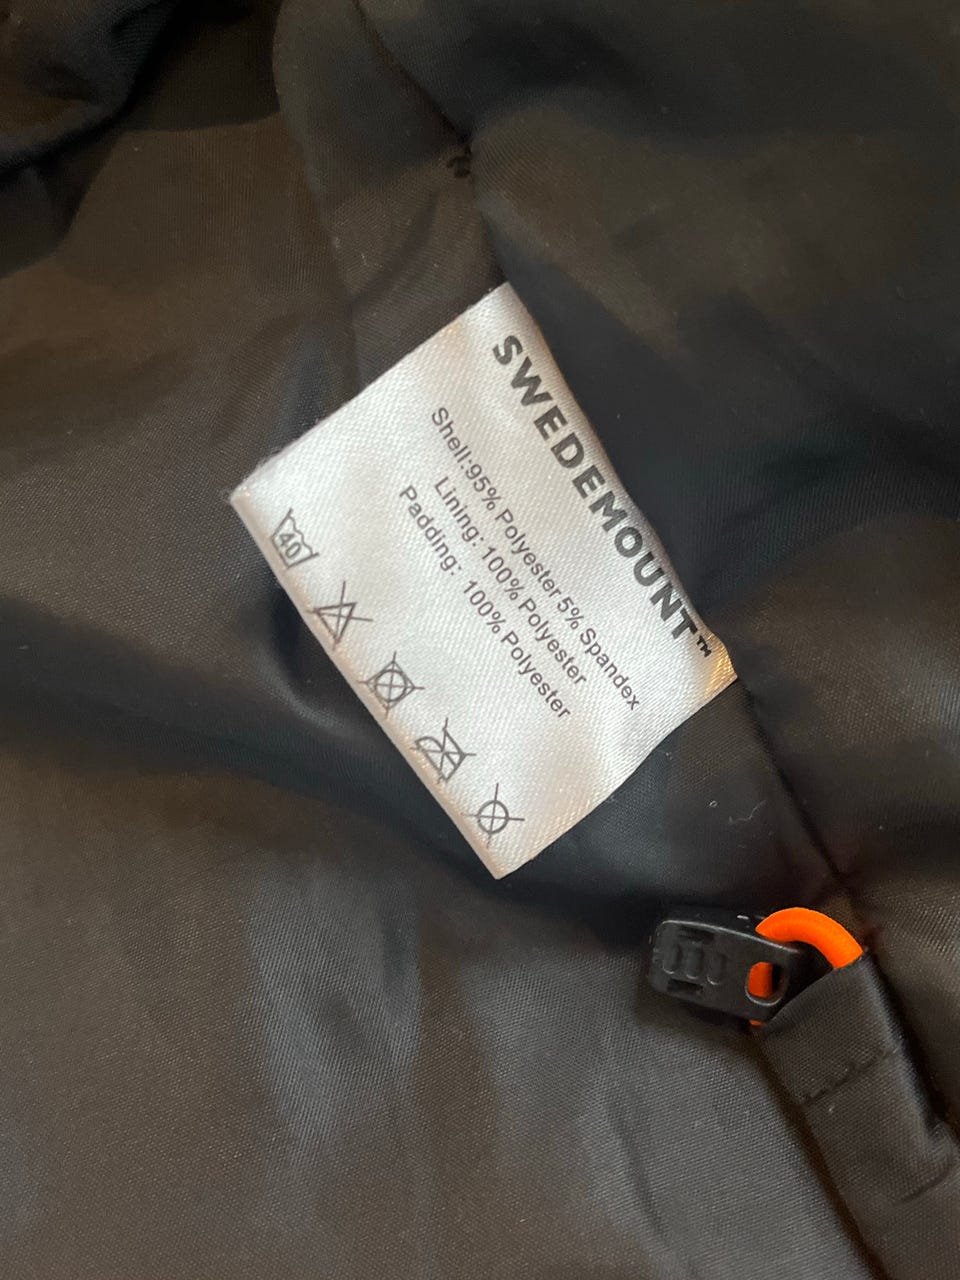 SWEDEMOUNT™
Shell:95% Polyester 5% Spandex
Lining: 100% Polyester
Padding: 100% Polyester
40